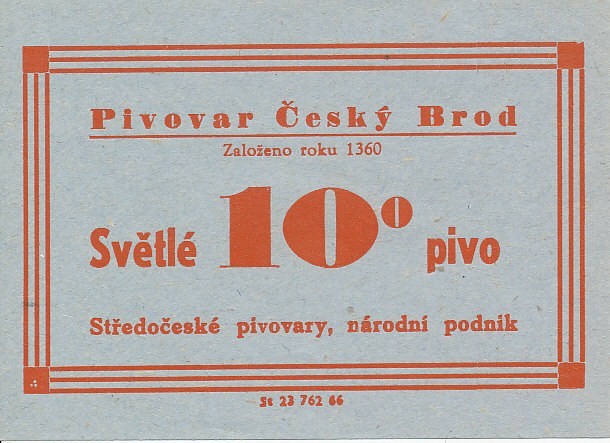 Pivovar Český Brod
Založeno roku 1360
Světlé 10° pivo
Středočeské pivovary, národní podnik
St 23 762 66